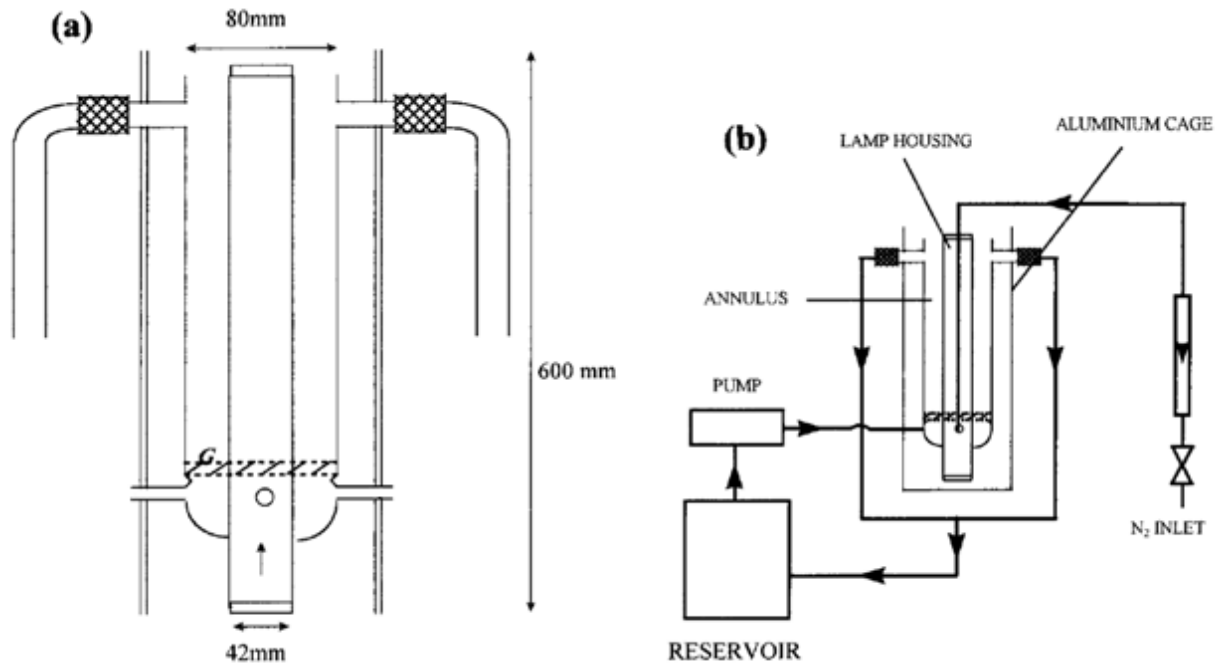 (a)
80mm
G
600 mm
42mm
(b)
LAMP HOUSING
ALUMINIUM CAGE
ANNULUS
PUMP
N₂ INLET
RESERVOIR